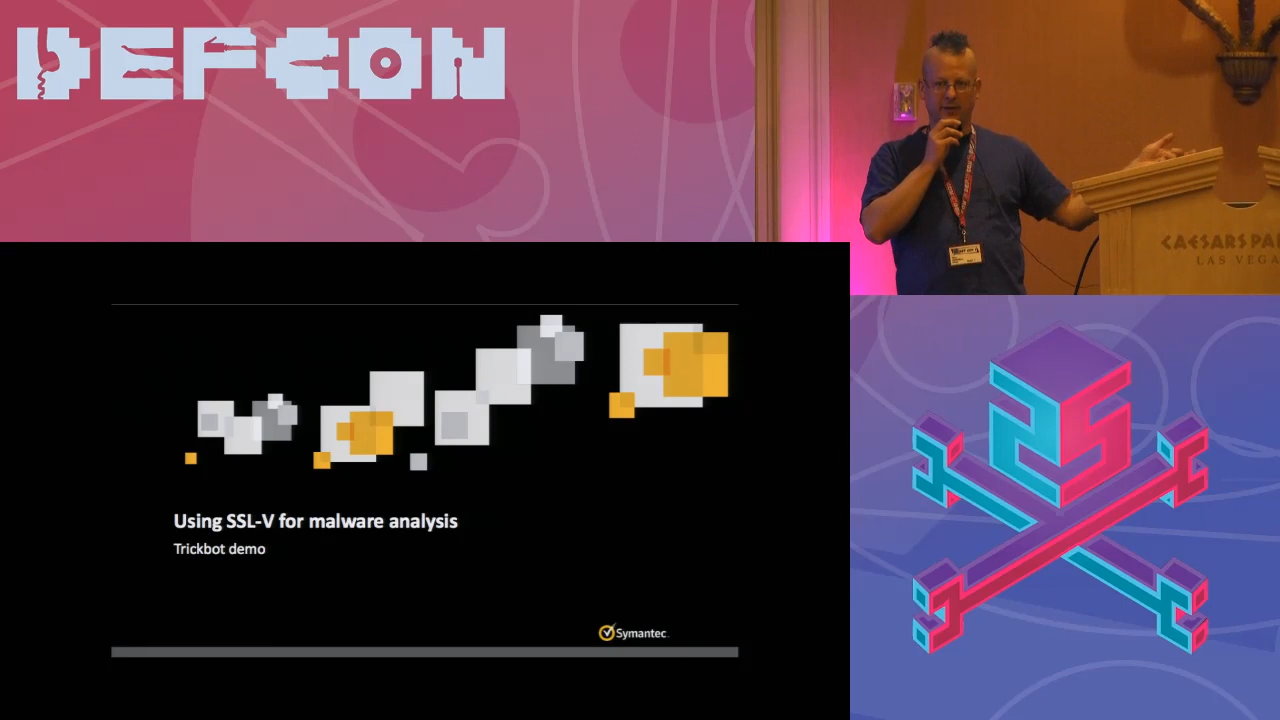 DEFCON
CAESARS PA
LAS VEGA
Using SSL-V for malware analysis
Trickbot demo
Symantec